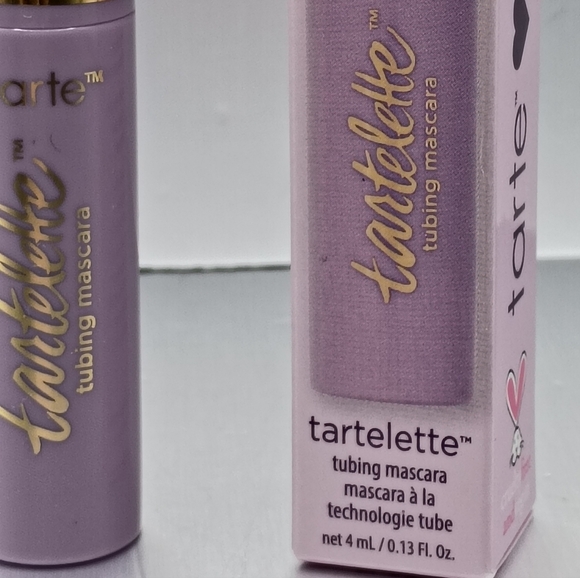 arte™
tartelette™
tubing mascara
tartelette™
tubing mascara
tartelette™
tubing mascara
mascara à la
technologie tube
net 4 mL / 0.13 Fl. Oz.
tarte™